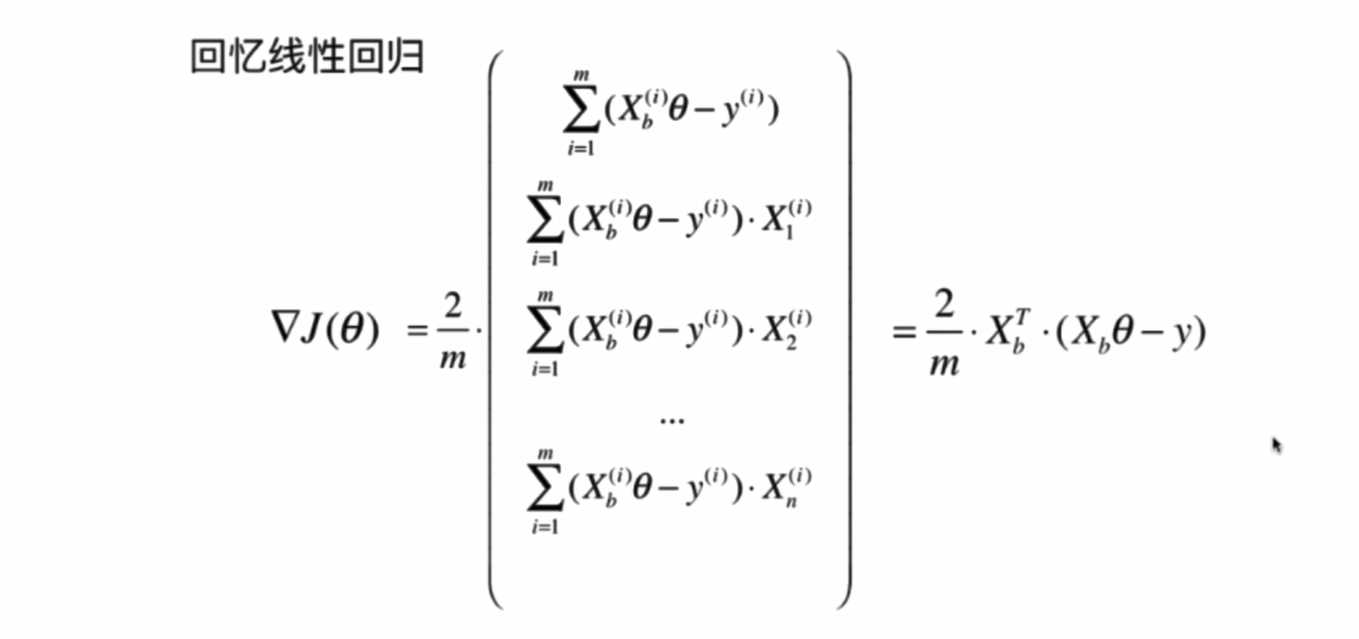 回忆线性回归
$$\nabla J(\theta) = \frac{2}{m} \cdot \begin{pmatrix} \sum_{i=1}^{m}(X_b^{(i)}\theta - y^{(i)}) \\ \sum_{i=1}^{m}(X_b^{(i)}\theta - y^{(i)}) \cdot X_1^{(i)} \\ \sum_{i=1}^{m}(X_b^{(i)}\theta - y^{(i)}) \cdot X_2^{(i)} \\ \cdots \\ \sum_{i=1}^{m}(X_b^{(i)}\theta - y^{(i)}) \cdot X_n^{(i)} \end{pmatrix} = \frac{2}{m} \cdot X_b^T \cdot (X_b\theta - y)$$